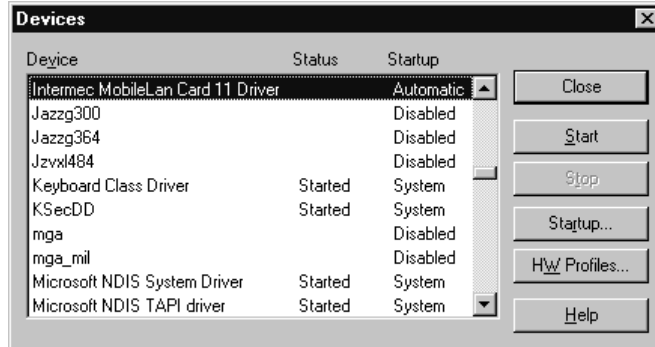 Devices
Device Status Startup
Intermec MobileLan Card 11 Driver Automatic
Jazzg300 Disabled
Jazzg364 Disabled
Jzvxl484 Disabled
Keyboard Class Driver Started System
KSecDD Started System
mga Disabled
mga_mil Disabled
Microsoft NDIS System Driver Started System
Microsoft NDIS TAPI driver Started System
Close
Start
Stop
Startup...
HW Profiles...
Help